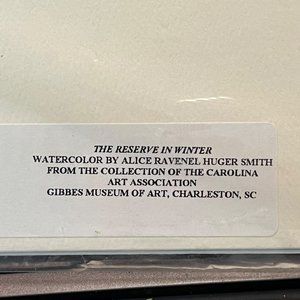 THE RESERVE IN WINTER
WATERCOLOR BY ALICE RAVENEL HUGER SMITH
FROM THE COLLECTION OF THE CAROLINA
ART ASSOCIATION
GIBBES MUSEUM OF ART, CHARLESTON, SC